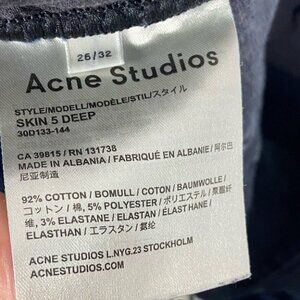 26/32
Acne Studios
STYLE/MODELL/MODÈLE/STIL/スタイル
SKIN 5 DEEP
30D133-144
CA 39815 / RN 131738
MADE IN ALBANIA / FABRIQUÉ EN ALBANIE / 阿尔巴
尼亚制造
92% COTTON / BOMULL / COTON / BAUMWOLLE /
コットン / 棉, 5% POLYESTER / ポリエステル / 聚酯纤
维, 3% ELASTANE / ELASTAN / ÉLASTHANE /
ELASTHAN / エラスタン / 氨纶
ACNE STUDIOS L.NYG.23 STOCKHOLM
ACNESTUDIOS.COM